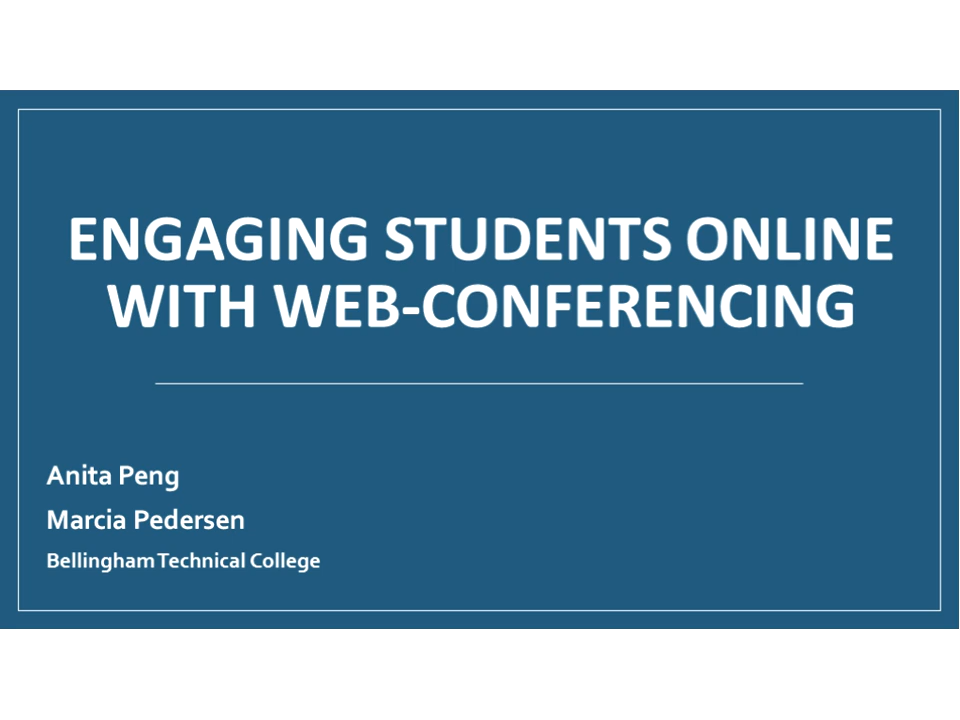 ENGAGING STUDENTS ONLINE
WITH WEB-CONFERENCING
Anita Peng
Marcia Pedersen
Bellingham Technical College